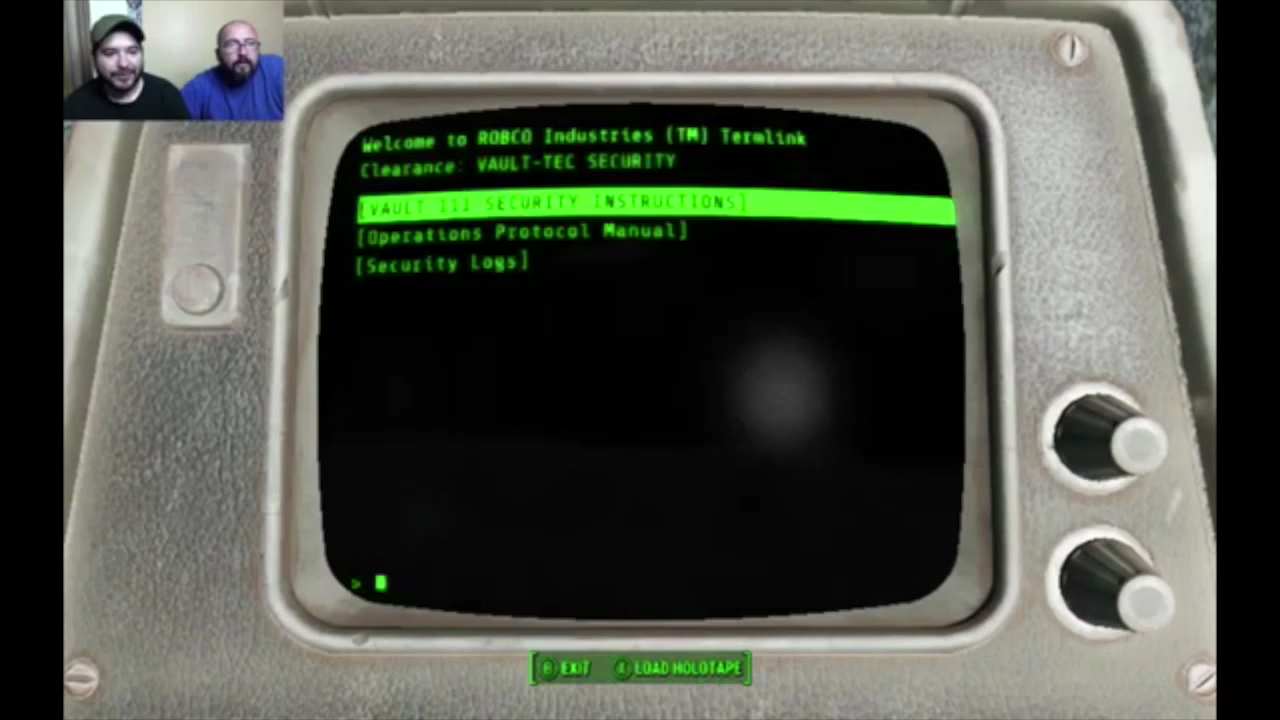 Welcome to ROBCO Industries (TM) Termlink
Clearance: VAULT-TEC SECURITY
[VAULT 111 SECURITY INSTRUCTIONS]
[Operations Protocol Manual]
[Security Logs]
>
B) EXIT X) LOAD HOLOTAPE